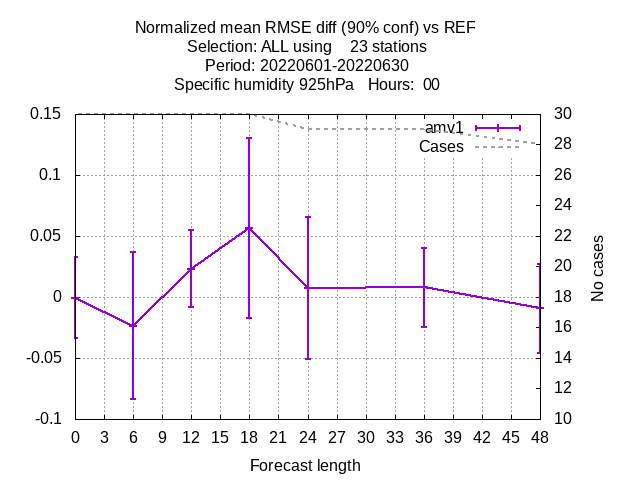 Normalized mean RMSE diff (90% conf) vs REF
Selection: ALL using    23 stations
Period: 20220601-20220630
Specific humidity 925hPa   Hours:  00
0.15
0.1
0.05
0
-0.05
-0.1
30
28
26
24
22
20
18
16
14
12
10
No cases
amv1
Cases
0 3 6 9 12 15 18 21 24 27 30 33 36 39 42 45 48
Forecast length